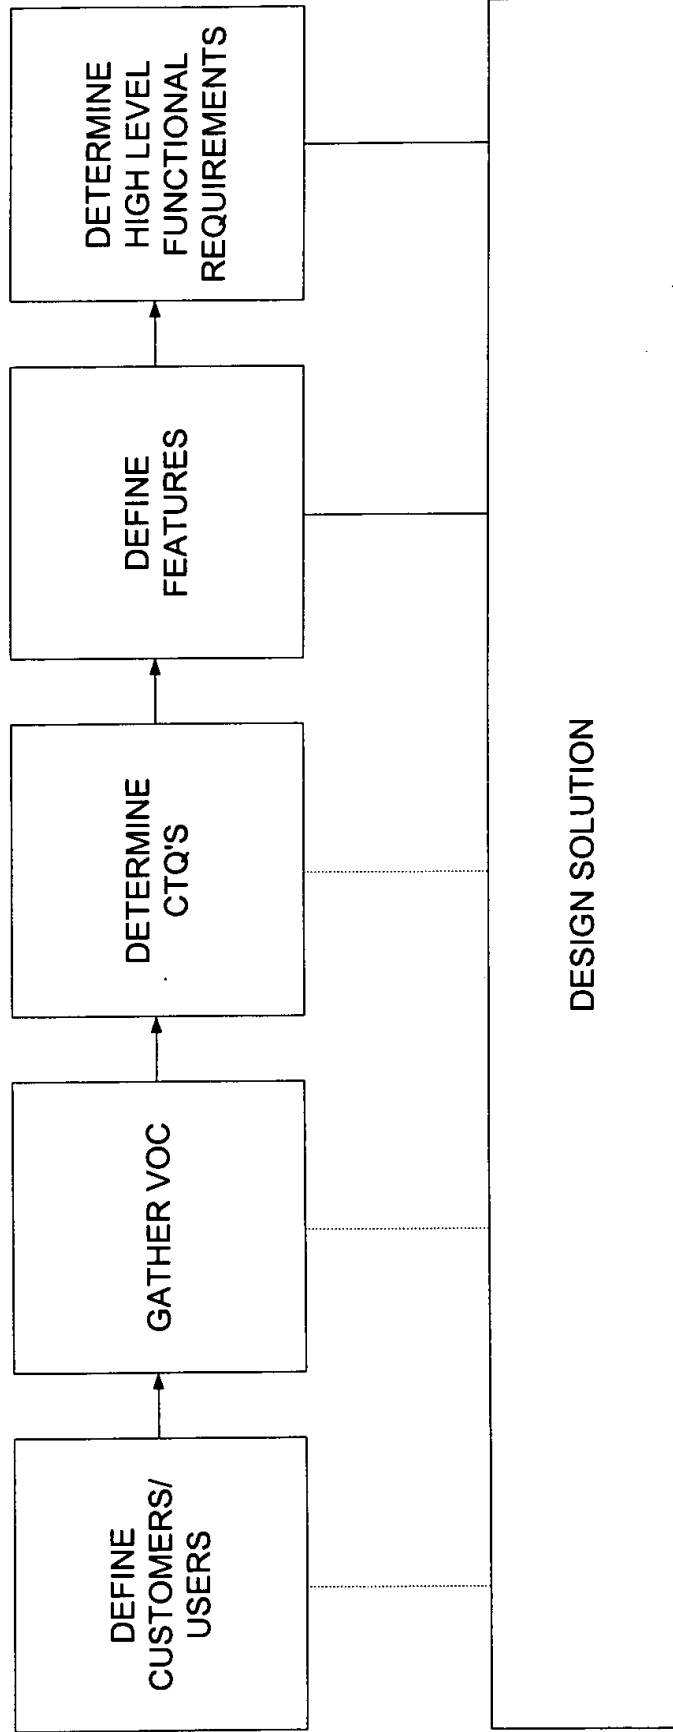 DEFINE
CUSTOMERS/
USERS
GATHER VOC
DETERMINE
CTQ'S
DEFINE
FEATURES
DETERMINE
HIGH LEVEL
FUNCTIONAL
REQUIREMENTS
DESIGN SOLUTION